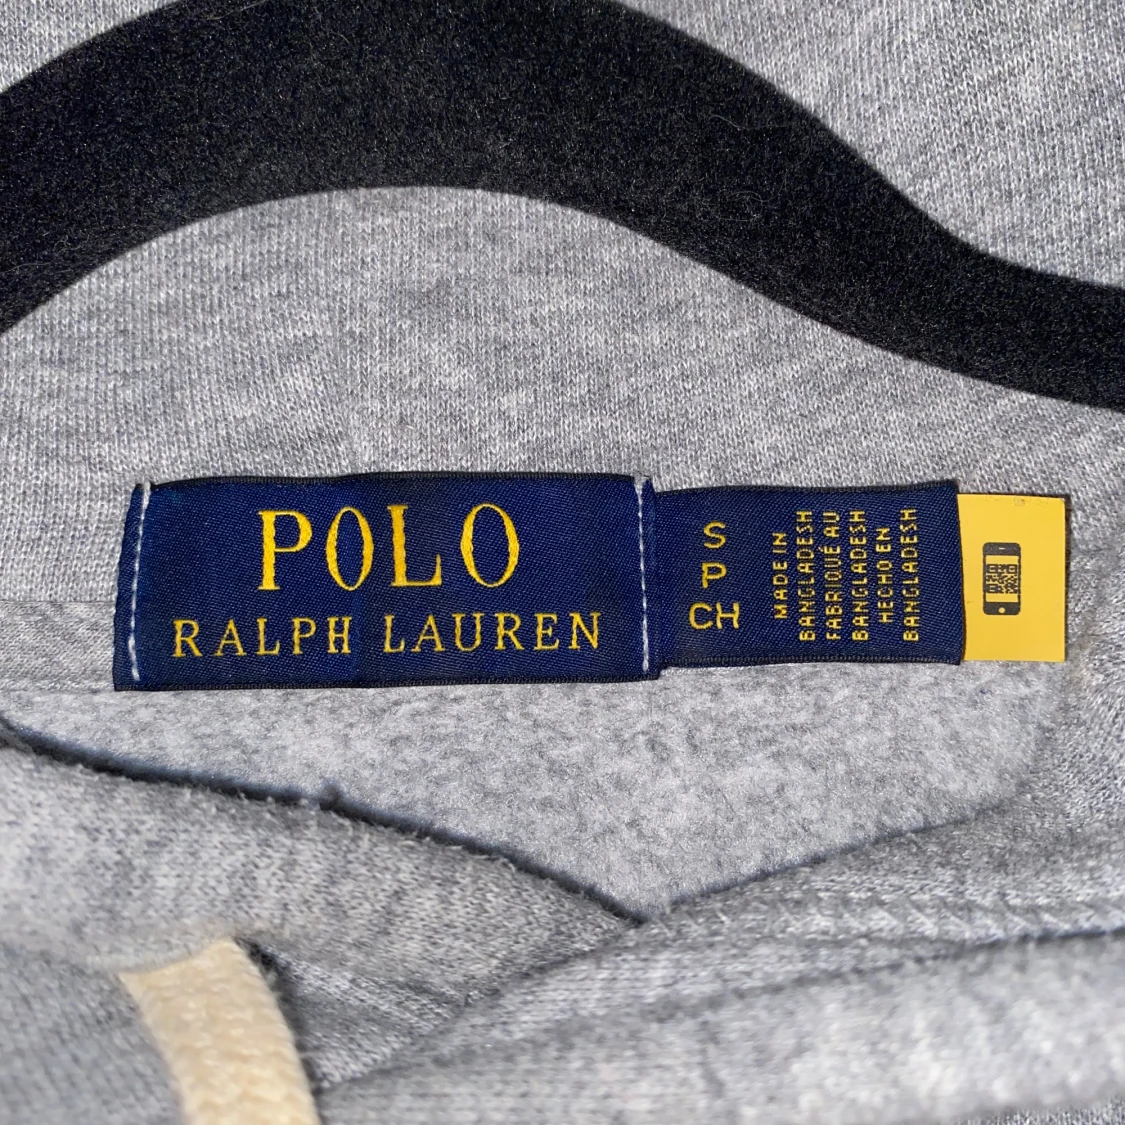 POLO
RALPH LAUREN
S
P
CH
MADE IN
BANGLADESH
FABRIQUÉ AU
BANGLADESH
HECHO EN
BANGLADESH